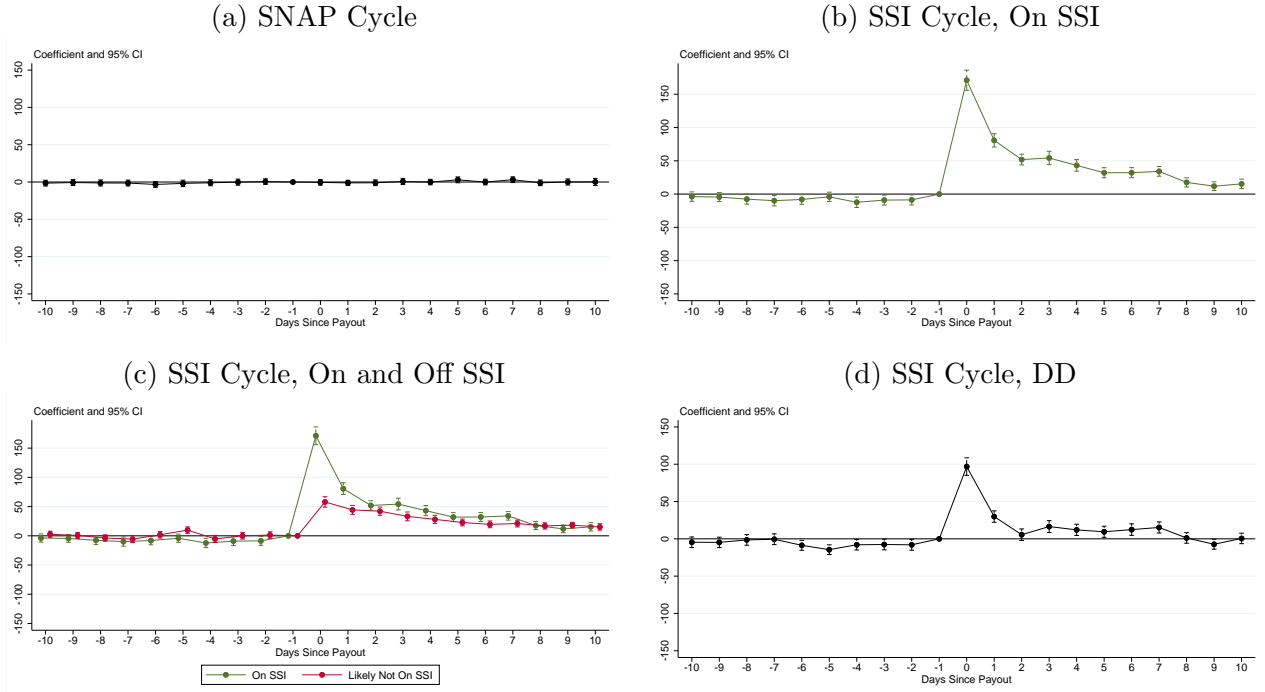 (a) SNAP Cycle
Coefficient and 95% CI
150
100
50
0
-50
-100
-150
-10 -9 -8 -7 -6 -5 -4 -3 -2 -1 0 1 2 3 4 5 6 7 8 9 10
Days Since Payout
(b) SSI Cycle, On SSI
Coefficient and 95% CI
150
100
50
0
-50
-100
-150
-10 -9 -8 -7 -6 -5 -4 -3 -2 -1 0 1 2 3 4 5 6 7 8 9 10
Days Since Payout
(c) SSI Cycle, On and Off SSI
Coefficient and 95% CI
150
100
50
0
-50
-100
-150
-10 -9 -8 -7 -6 -5 -4 -3 -2 -1 0 1 2 3 4 5 6 7 8 9 10
Days Since Payout
On SSI Likely Not On SSI
(d) SSI Cycle, DD
Coefficient and 95% CI
150
100
50
0
-50
-100
-150
-10 -9 -8 -7 -6 -5 -4 -3 -2 -1 0 1 2 3 4 5 6 7 8 9 10
Days Since Payout